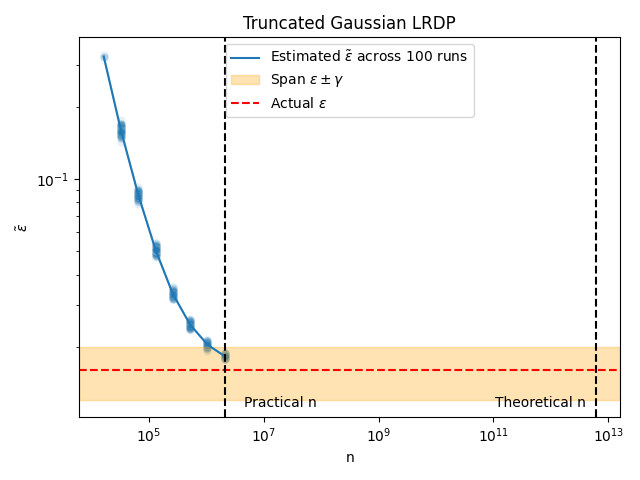 Truncated Gaussian LRDP
Estimated ε̃ across 100 runs
Span ε ± γ
Actual ε
10⁻¹
ε̃
Practical n
Theoretical n
10⁵ 10⁷ 10⁹ 10¹¹ 10¹³
n